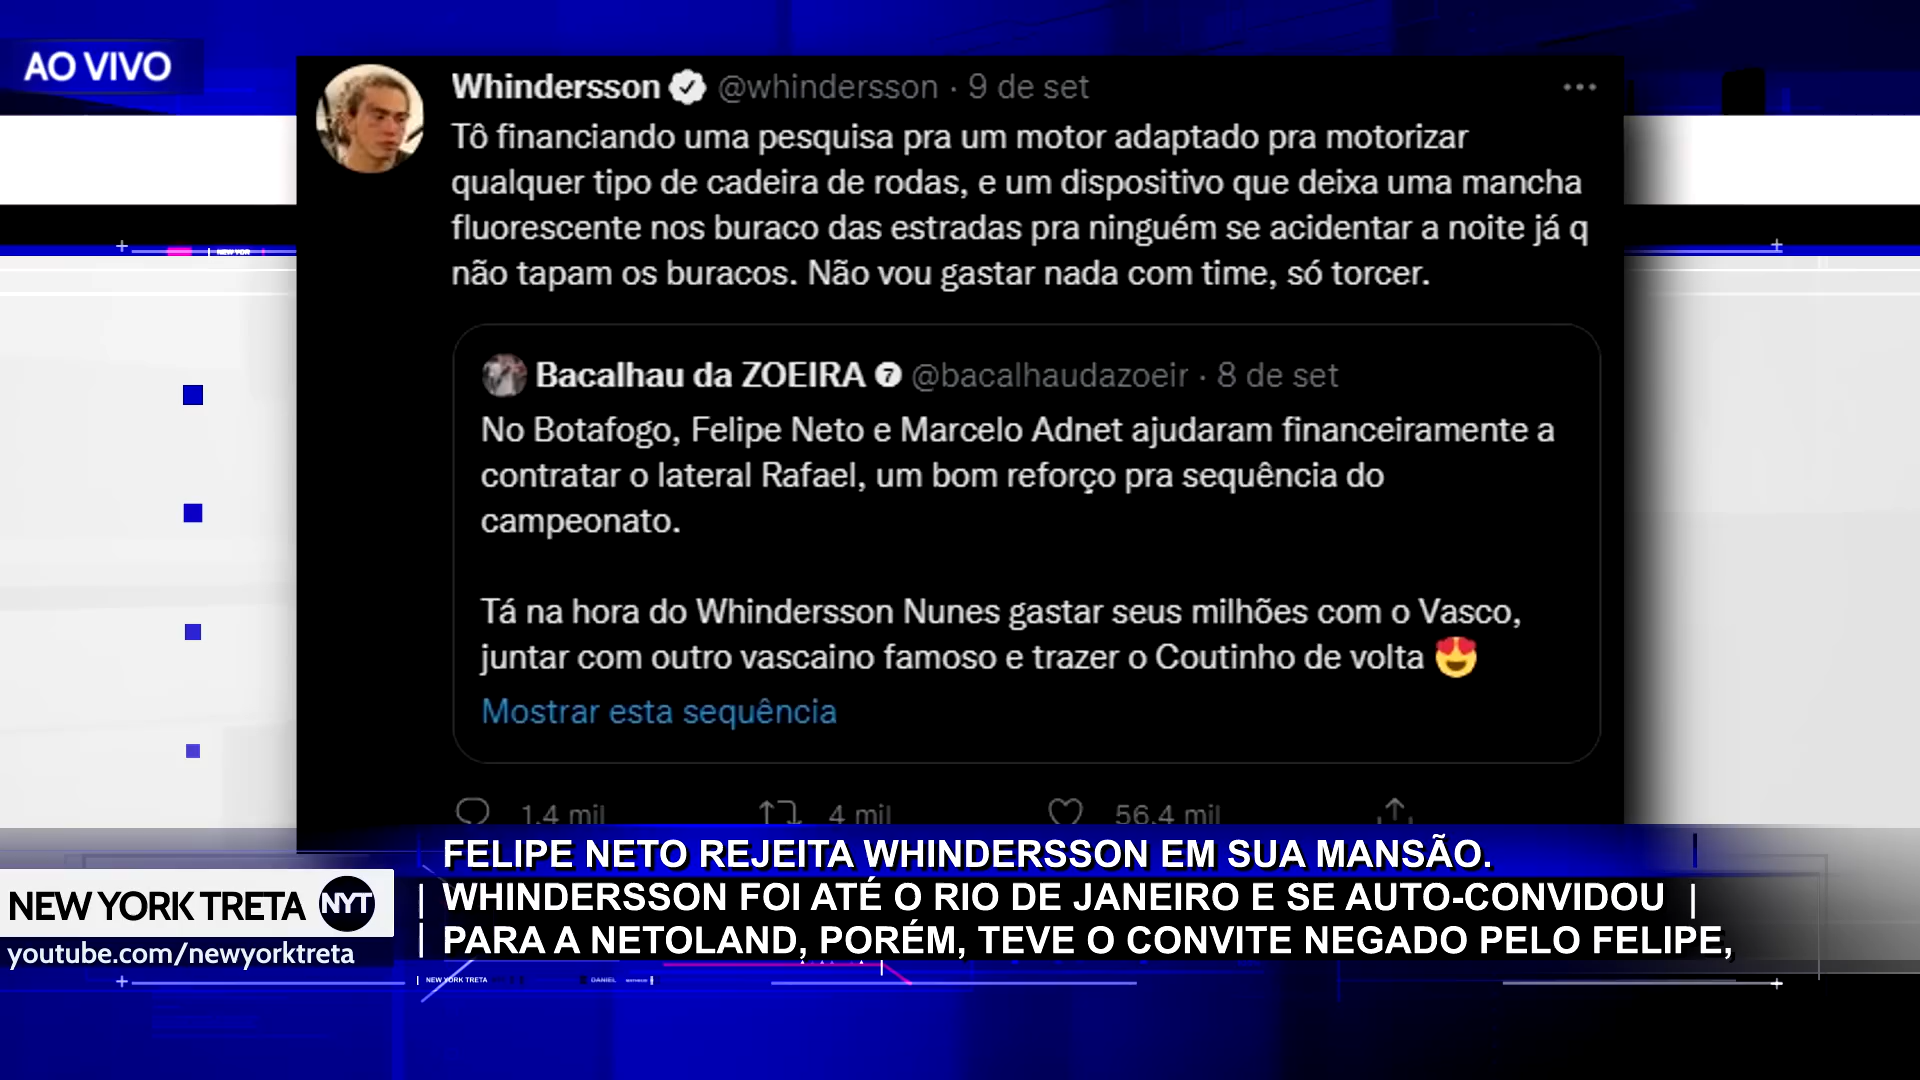 AO VIVO
Whindersson @whindersson · 9 de set
Tô financiando uma pesquisa pra um motor adaptado pra motorizar
qualquer tipo de cadeira de rodas, e um dispositivo que deixa uma mancha
fluorescente nos buraco das estradas pra ninguém se acidentar a noite já q
não tapam os buracos. Não vou gastar nada com time, só torcer.
Bacalhau da ZOEIRA 7 @bacalhaudazoeir · 8 de set
No Botafogo, Felipe Neto e Marcelo Adnet ajudaram financeiramente a
contratar o lateral Rafael, um bom reforço pra sequência do
campeonato.
Tá na hora do Whindersson Nunes gastar seus milhões com o Vasco,
juntar com outro vascaino famoso e trazer o Coutinho de volta 😍
Mostrar esta sequência
1,4 mil 4 mil 56,4 mil
FELIPE NETO REJEITA WHINDERSSON EM SUA MANSÃO.
WHINDERSSON FOI ATÉ O RIO DE JANEIRO E SE AUTO-CONVIDOU
PARA A NETOLAND, PORÉM, TEVE O CONVITE NEGADO PELO FELIPE,
NEW YORK TRETA NYT
youtube.com/newyorktreta
NEW YORK TRETA
DANIEL